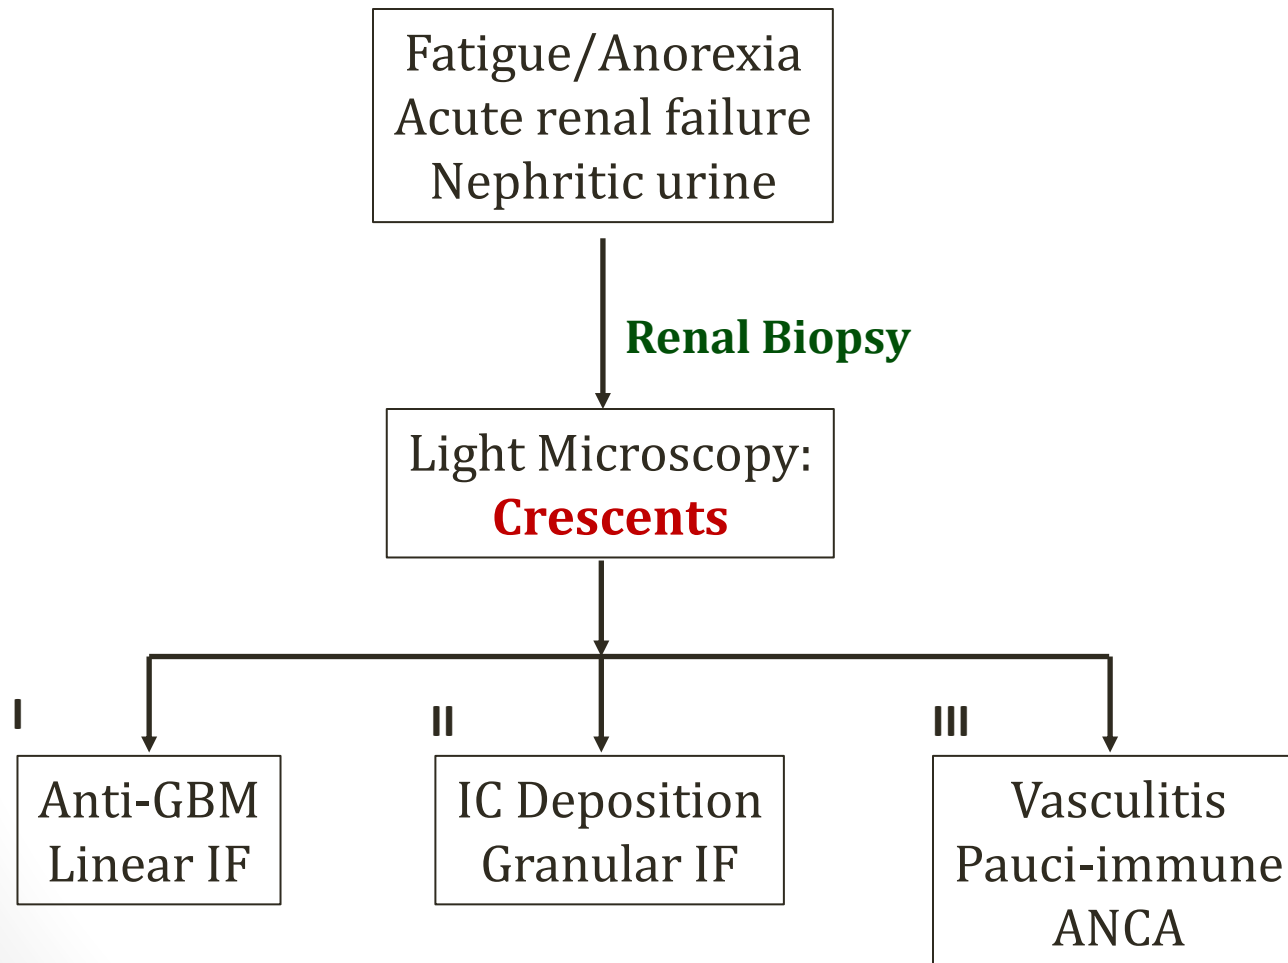 Fatigue/Anorexia
Acute renal failure
Nephritic urine
Renal Biopsy
Light Microscopy:
Crescents
I
II
III
Anti-GBM
Linear IF
IC Deposition
Granular IF
Vasculitis
Pauci-immune
ANCA